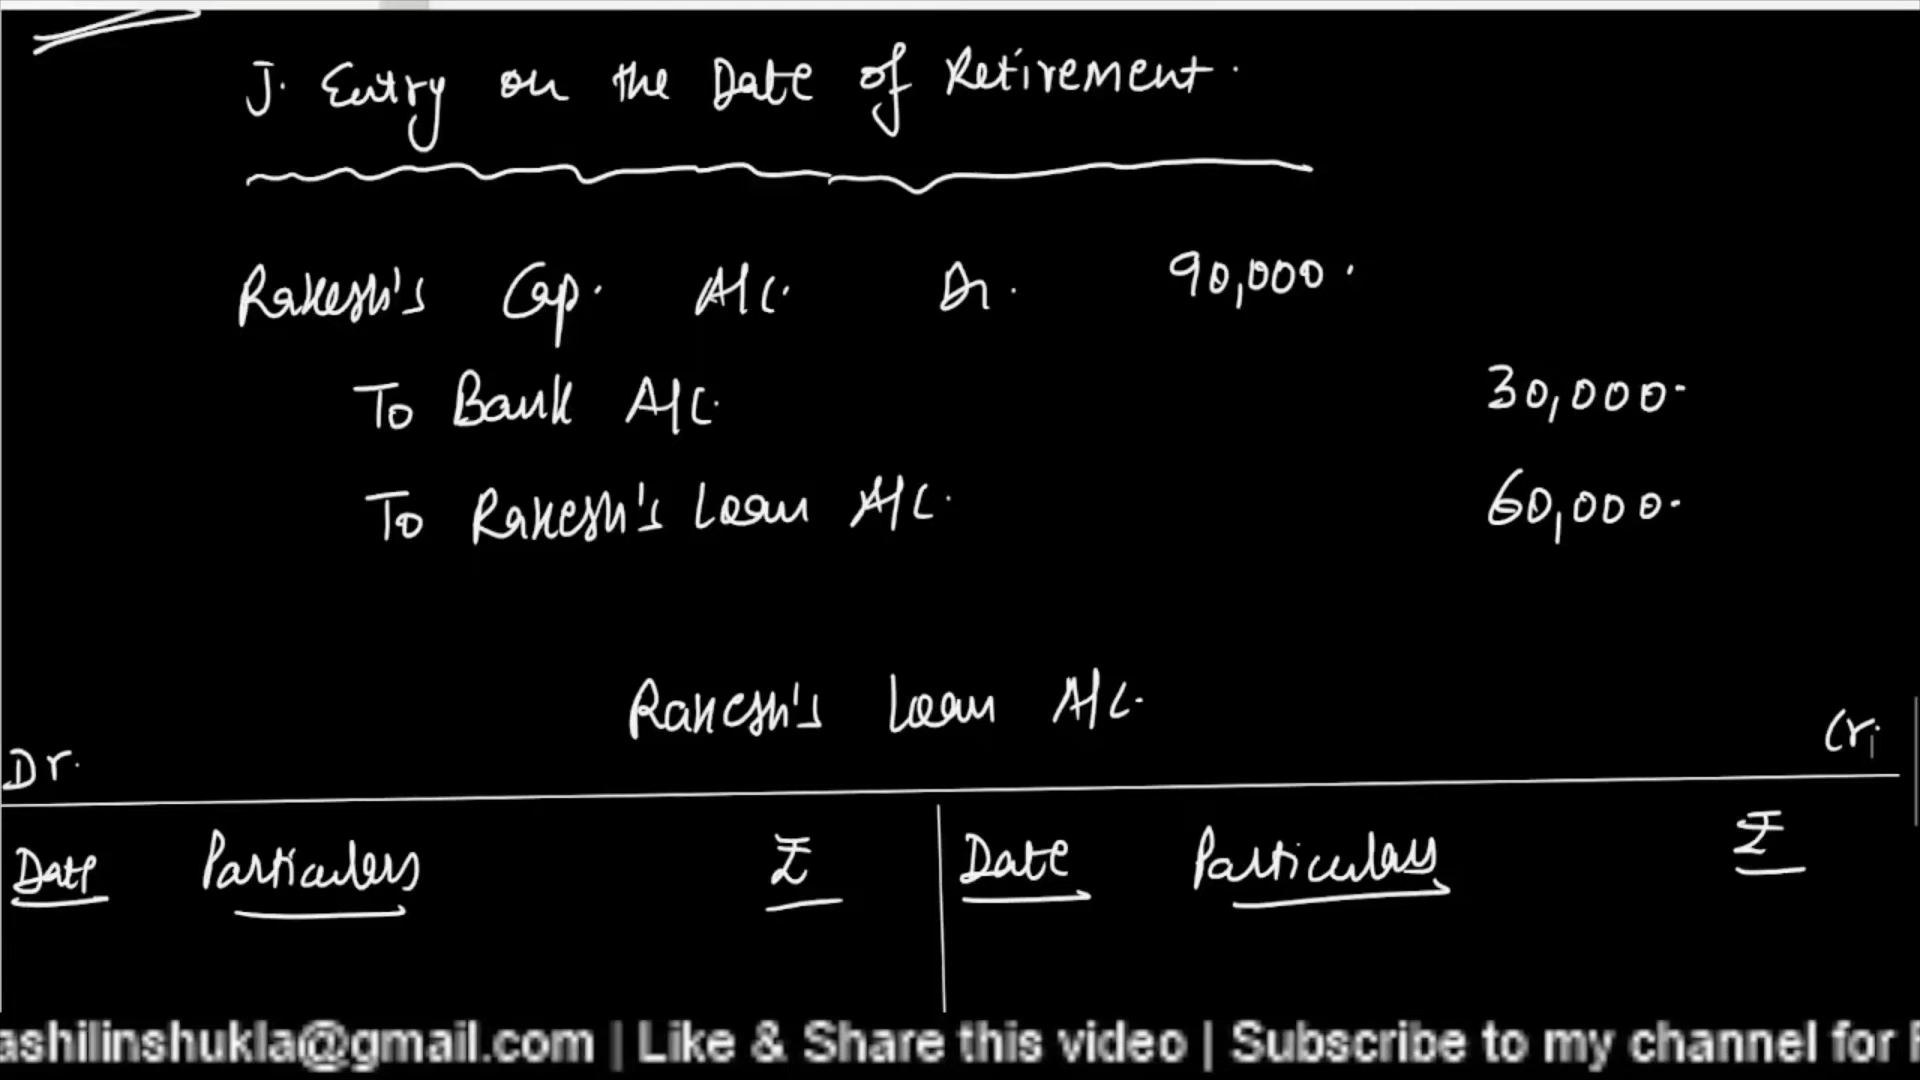 J. Entry on the Date of Retirement.
Rakesh's Cap. A/c. Dr. 90,000.
To Bank A/c. 30,000.
To Rakesh's Loan A/c. 60,000.
Rakesh's Loan A/c.
Dr. Cr.
Date Particulars ₹ Date Particulars ₹
ashilinshukla@gmail.com | Like & Share this video | Subscribe to my channel for